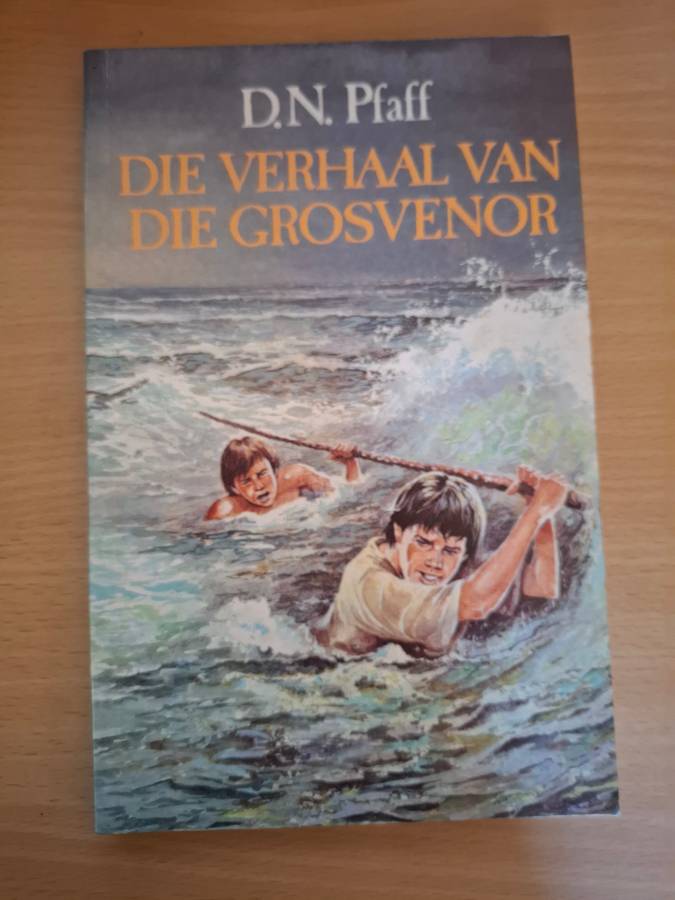 D.N. Pfaff
DIE VERHAAL VAN
DIE GROSVENOR